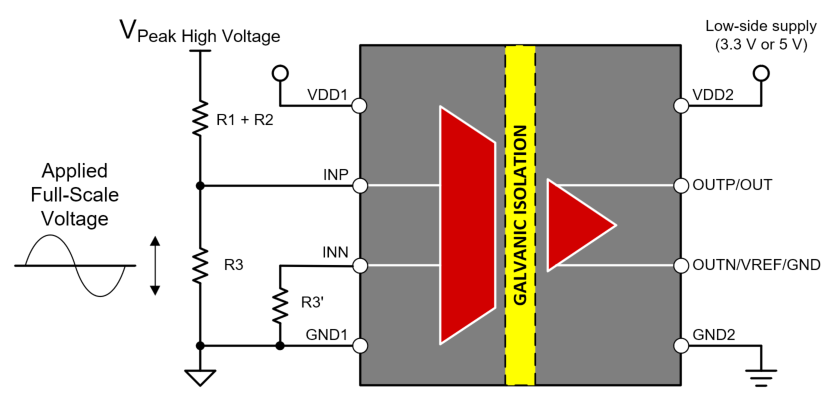 V Peak High Voltage
Low-side supply
(3.3 V or 5 V)
VDD1
VDD2
R1 + R2
Applied
Full-Scale
Voltage
INP
OUTP/OUT
GALVANIC ISOLATION
INN
OUTN/VREF/GND
R3
R3'
GND1
GND2